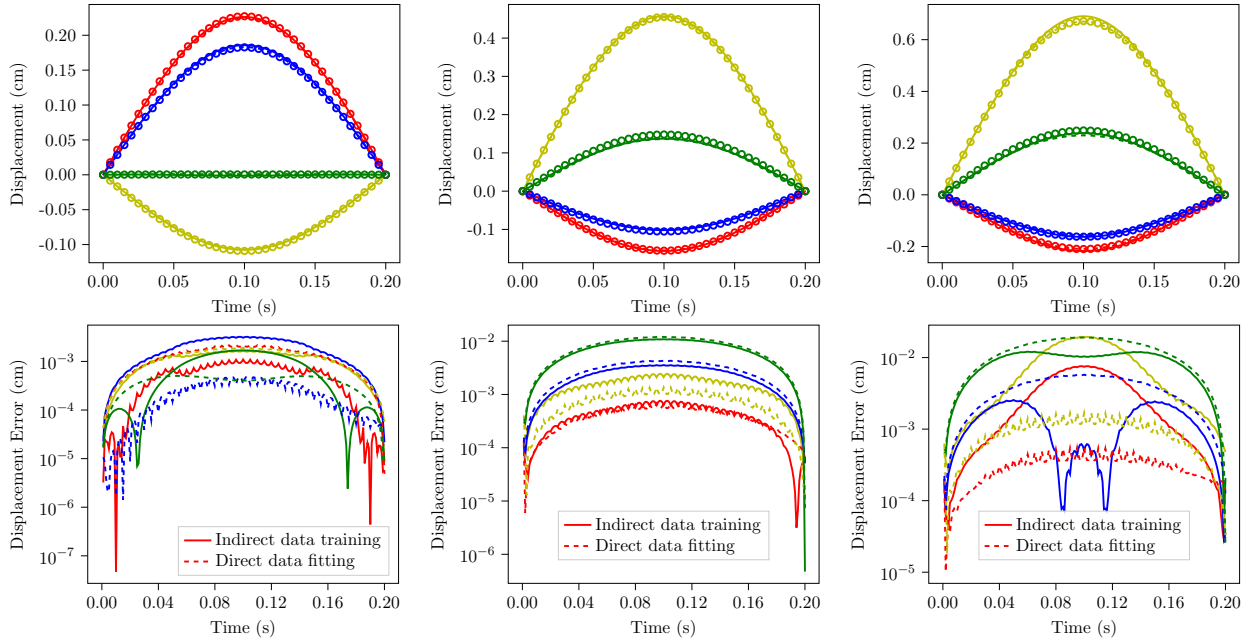 Displacement (cm)
0.20
0.15
0.10
0.05
0.00
-0.05
-0.10
0.00 0.05 0.10 0.15 0.20
Time (s)
Displacement (cm)
0.4
0.3
0.2
0.1
0.0
-0.1
0.00 0.05 0.10 0.15 0.20
Time (s)
Displacement (cm)
0.6
0.4
0.2
0.0
-0.2
0.00 0.05 0.10 0.15 0.20
Time (s)
Displacement Error (cm)
10⁻³
10⁻⁴
10⁻⁵
10⁻⁶
10⁻⁷
Indirect data training
Direct data fitting
0.00 0.04 0.08 0.12 0.16 0.20
Time (s)
Displacement Error (cm)
10⁻²
10⁻³
10⁻⁴
10⁻⁵
10⁻⁶
Indirect data training
Direct data fitting
0.00 0.04 0.08 0.12 0.16 0.20
Time (s)
Displacement Error (cm)
10⁻²
10⁻³
10⁻⁴
10⁻⁵
Indirect data training
Direct data fitting
0.00 0.04 0.08 0.12 0.16 0.20
Time (s)